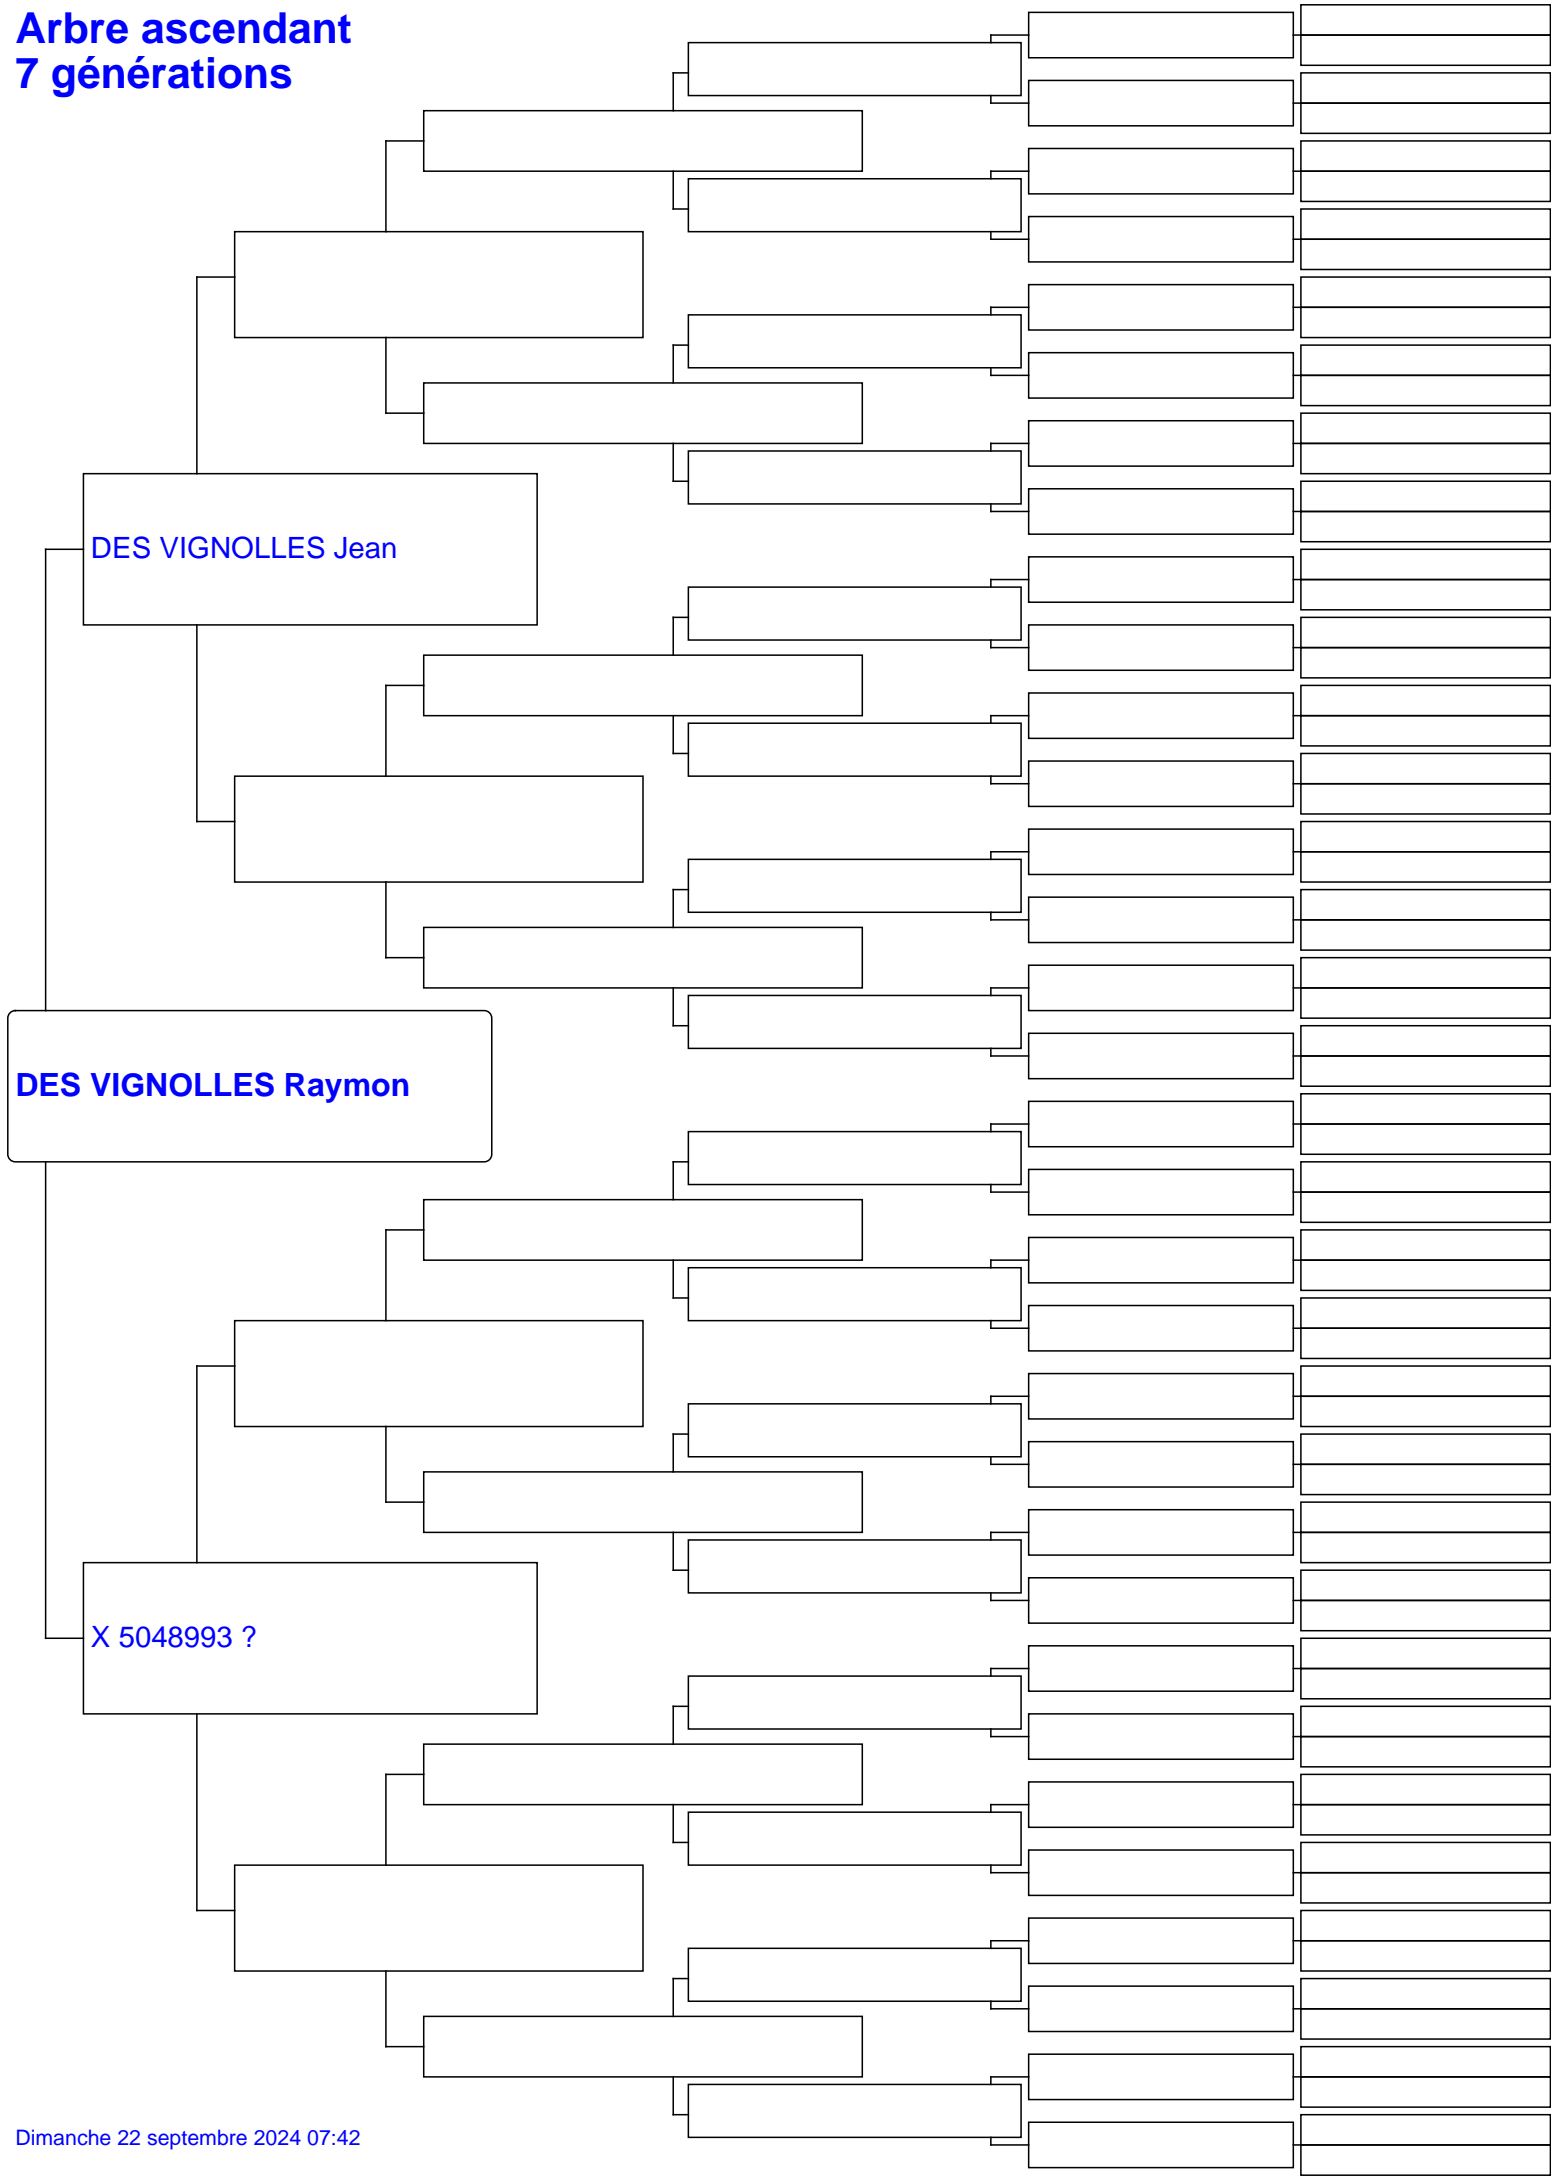 Arbre ascendant
7 générations
DES VIGNOLLES Jean
DES VIGNOLLES Raymon
X 5048993 ?
Dimanche 22 septembre 2024 07:42